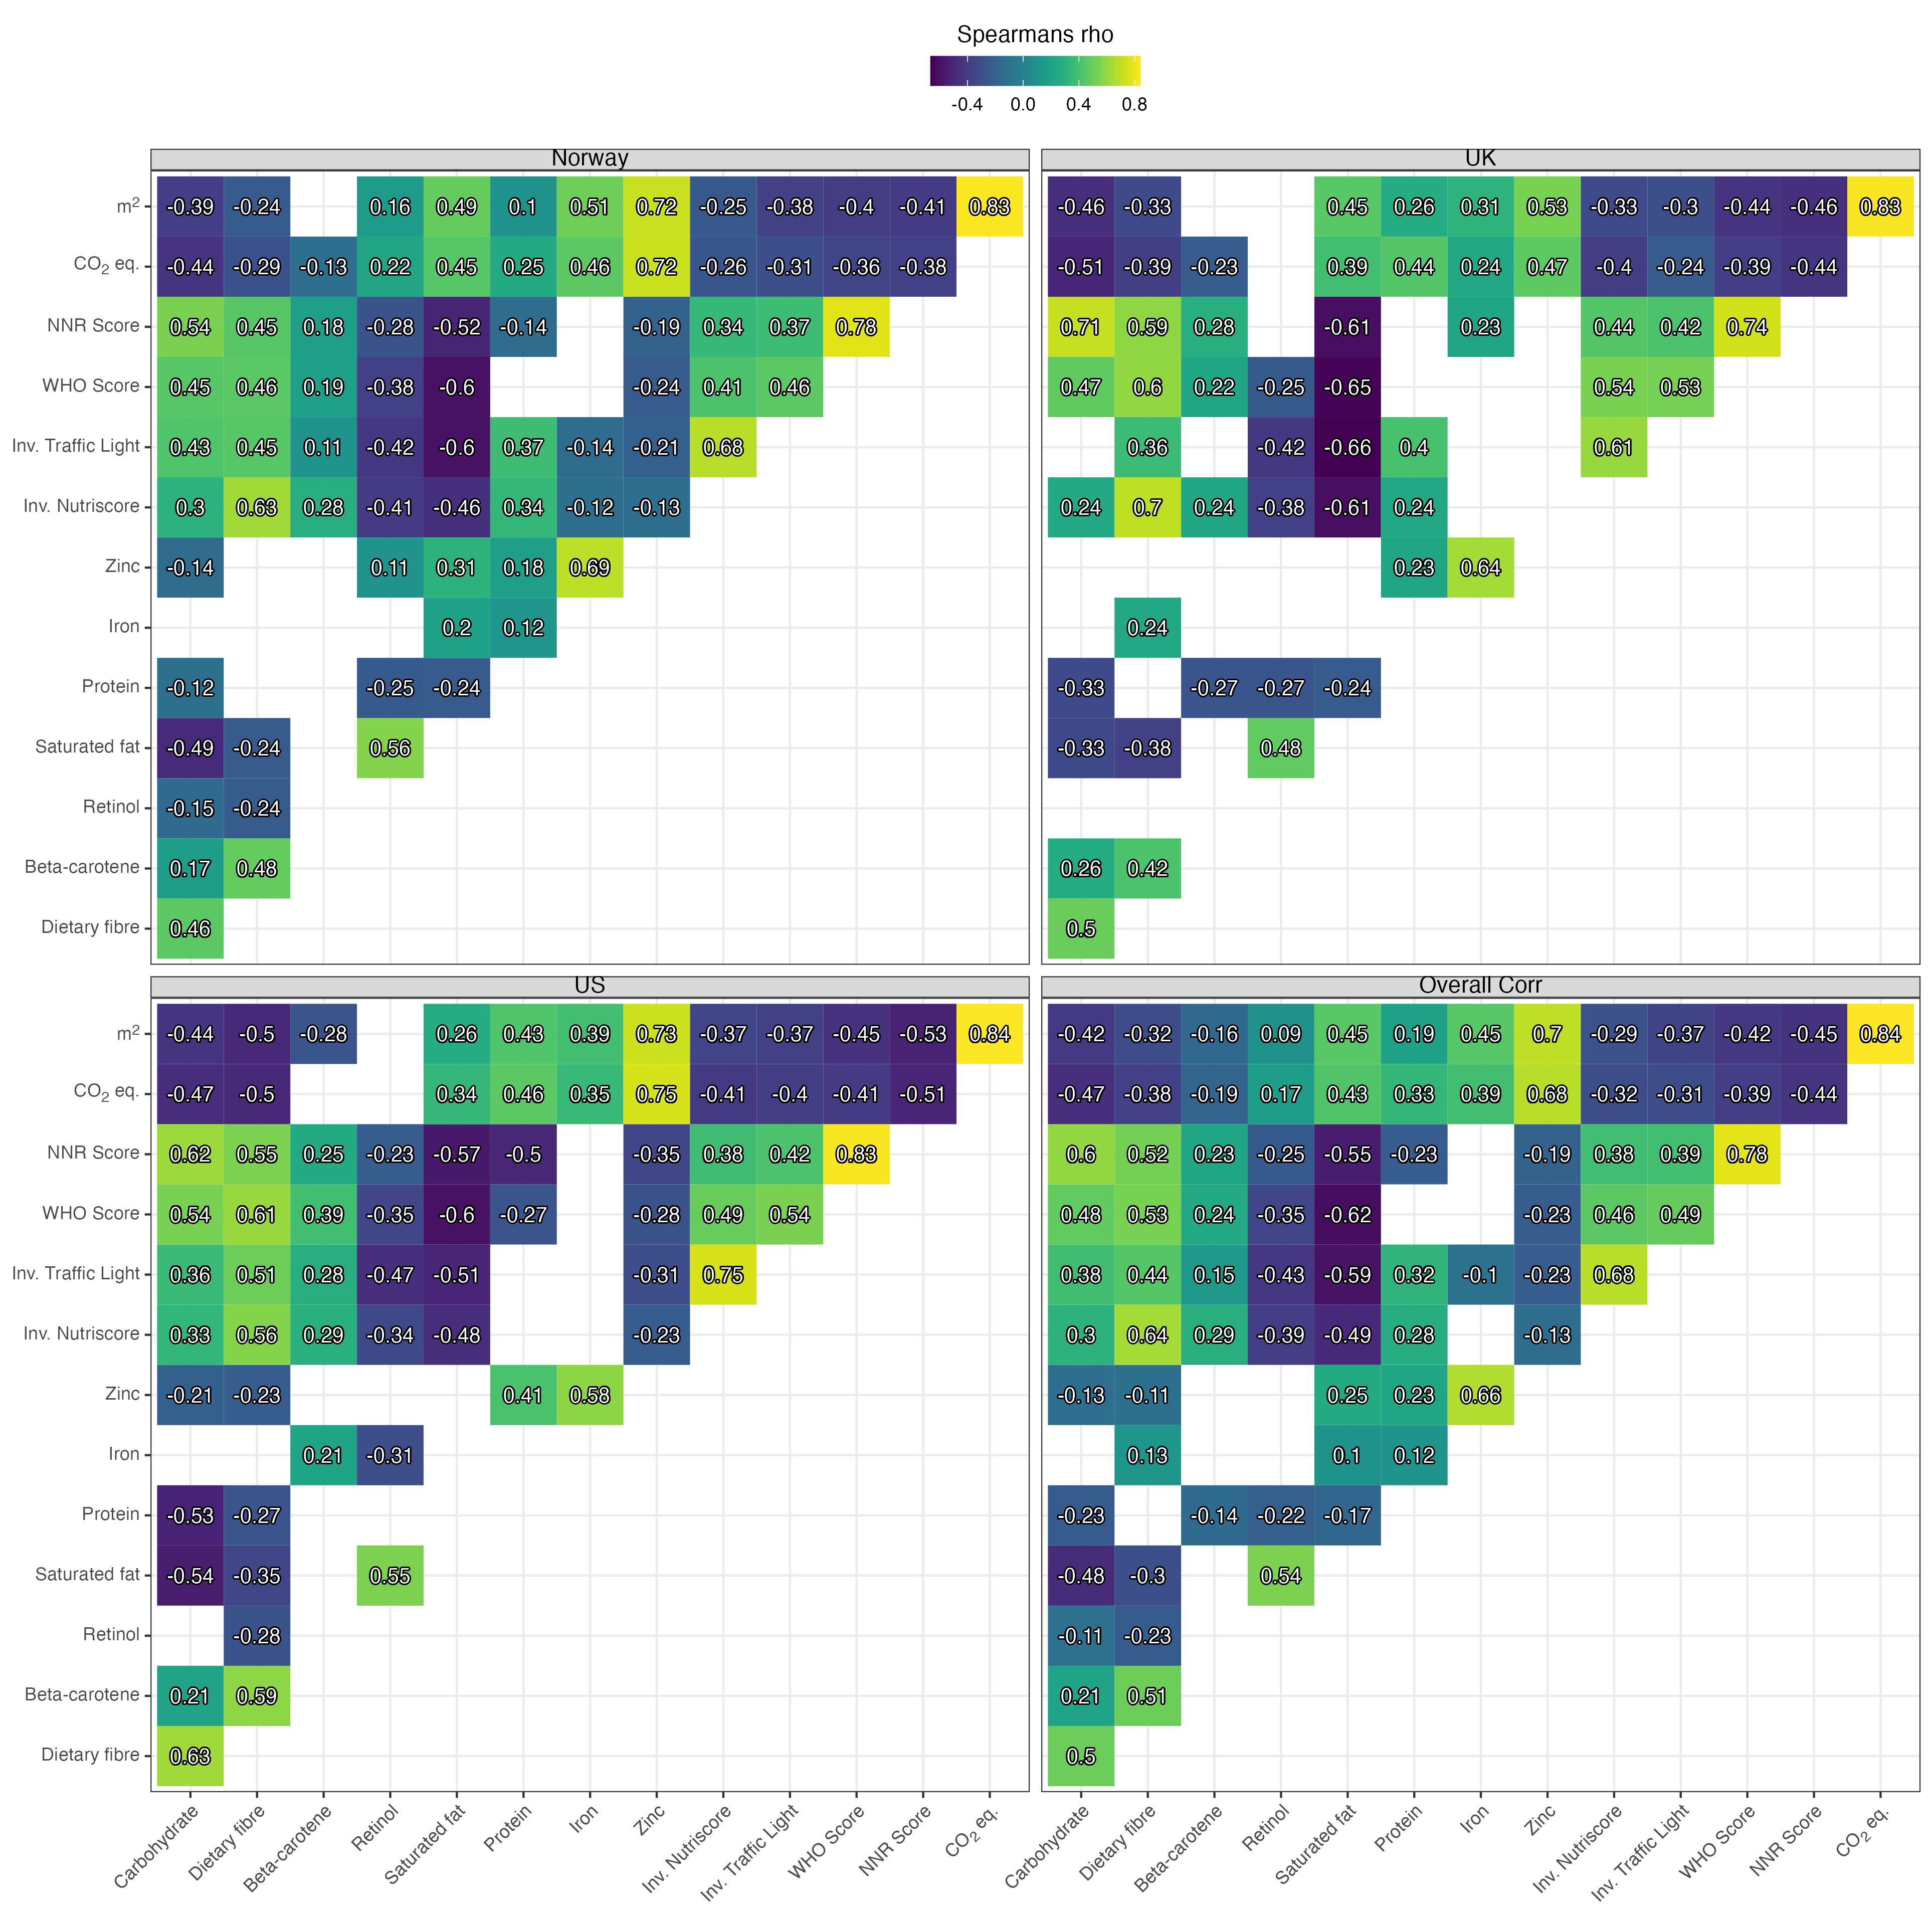 Spearmans rho
-0.4 0.0 0.4 0.8
Norway UK
m² -0.39 -0.24 0.16 0.49 0.1 0.51 0.72 -0.25 -0.38 -0.4 -0.41 0.83 -0.46 -0.33 0.45 0.26 0.31 0.53 -0.33 -0.3 -0.44 -0.46 0.83
CO₂ eq. -0.44 -0.29 -0.13 0.22 0.45 0.25 0.46 0.72 -0.26 -0.31 -0.36 -0.38 -0.51 -0.39 -0.23 0.39 0.44 0.24 0.47 -0.4 -0.24 -0.39 -0.44
NNR Score 0.54 0.45 0.18 -0.28 -0.52 -0.14 -0.19 0.34 0.37 0.78 0.71 0.59 0.28 -0.61 0.23 0.44 0.42 0.74
WHO Score 0.45 0.46 0.19 -0.38 -0.6 -0.24 0.41 0.46 0.47 0.6 0.22 -0.25 -0.65 0.54 0.53
Inv. Traffic Light 0.43 0.45 0.11 -0.42 -0.6 0.37 -0.14 -0.21 0.68 0.36 -0.42 -0.66 0.4 0.61
Inv. Nutriscore 0.3 0.63 0.28 -0.41 -0.46 0.34 -0.12 -0.13 0.24 0.7 0.24 -0.38 -0.61 0.24
Zinc -0.14 0.11 0.31 0.18 0.69 0.23 0.64
Iron 0.2 0.12 0.24
Protein -0.12 -0.25 -0.24 -0.33 -0.27 -0.27 -0.24
Saturated fat -0.49 -0.24 0.56 -0.33 -0.38 0.48
Retinol -0.15 -0.24
Beta-carotene 0.17 0.48 0.26 0.42
Dietary fibre 0.46 0.5
US Overall Corr
m² -0.44 -0.5 -0.28 0.26 0.43 0.39 0.73 -0.37 -0.37 -0.45 -0.53 0.84 -0.42 -0.32 -0.16 0.09 0.45 0.19 0.45 0.7 -0.29 -0.37 -0.42 -0.45 0.84
CO₂ eq. -0.47 -0.5 0.34 0.46 0.35 0.75 -0.41 -0.4 -0.41 -0.51 -0.47 -0.38 -0.19 0.17 0.43 0.33 0.39 0.68 -0.32 -0.31 -0.39 -0.44
NNR Score 0.62 0.55 0.25 -0.23 -0.57 -0.5 -0.35 0.38 0.42 0.83 0.6 0.52 0.23 -0.25 -0.55 -0.23 -0.19 0.38 0.39 0.78
WHO Score 0.54 0.61 0.39 -0.35 -0.6 -0.27 -0.28 0.49 0.54 0.48 0.53 0.24 -0.35 -0.62 -0.23 0.46 0.49
Inv. Traffic Light 0.36 0.51 0.28 -0.47 -0.51 -0.31 0.75 0.38 0.44 0.15 -0.43 -0.59 0.32 -0.1 -0.23 0.68
Inv. Nutriscore 0.33 0.56 0.29 -0.34 -0.48 -0.23 0.3 0.64 0.29 -0.39 -0.49 0.28 -0.13
Zinc -0.21 -0.23 0.41 0.58 -0.13 -0.11 0.25 0.23 0.66
Iron 0.21 -0.31 0.13 0.1 0.12
Protein -0.53 -0.27 -0.23 -0.14 -0.22 -0.17
Saturated fat -0.54 -0.35 0.55 -0.48 -0.3 0.54
Retinol -0.28 -0.11 -0.23
Beta-carotene 0.21 0.59 0.21 0.51
Dietary fibre 0.63 0.5
Carbohydrate Dietary fibre Beta-carotene Retinol Saturated fat Protein Iron Zinc Inv. Nutriscore Inv. Traffic Light WHO Score NNR Score CO₂ eq. Carbohydrate Dietary fibre Beta-carotene Retinol Saturated fat Protein Iron Zinc Inv. Nutriscore Inv. Traffic Light WHO Score NNR Score CO₂ eq.